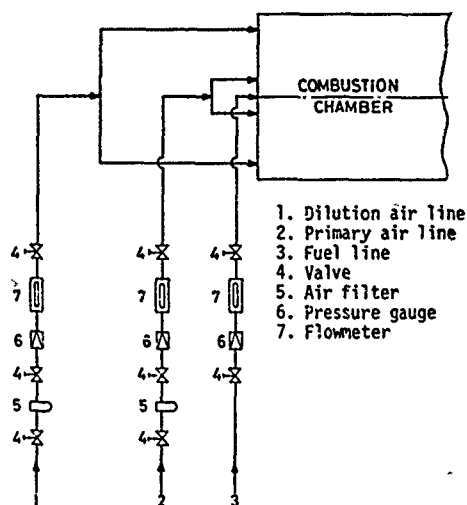 COMBUSTION
CHAMBER
1. Dilution air line
2. Primary air line
3. Fuel line
4. Valve
5. Air filter
6. Pressure gauge
7. Flowmeter
4 4 4
7 7 7
6 6 6
4 4 4
5 5
4 4
1 2 3